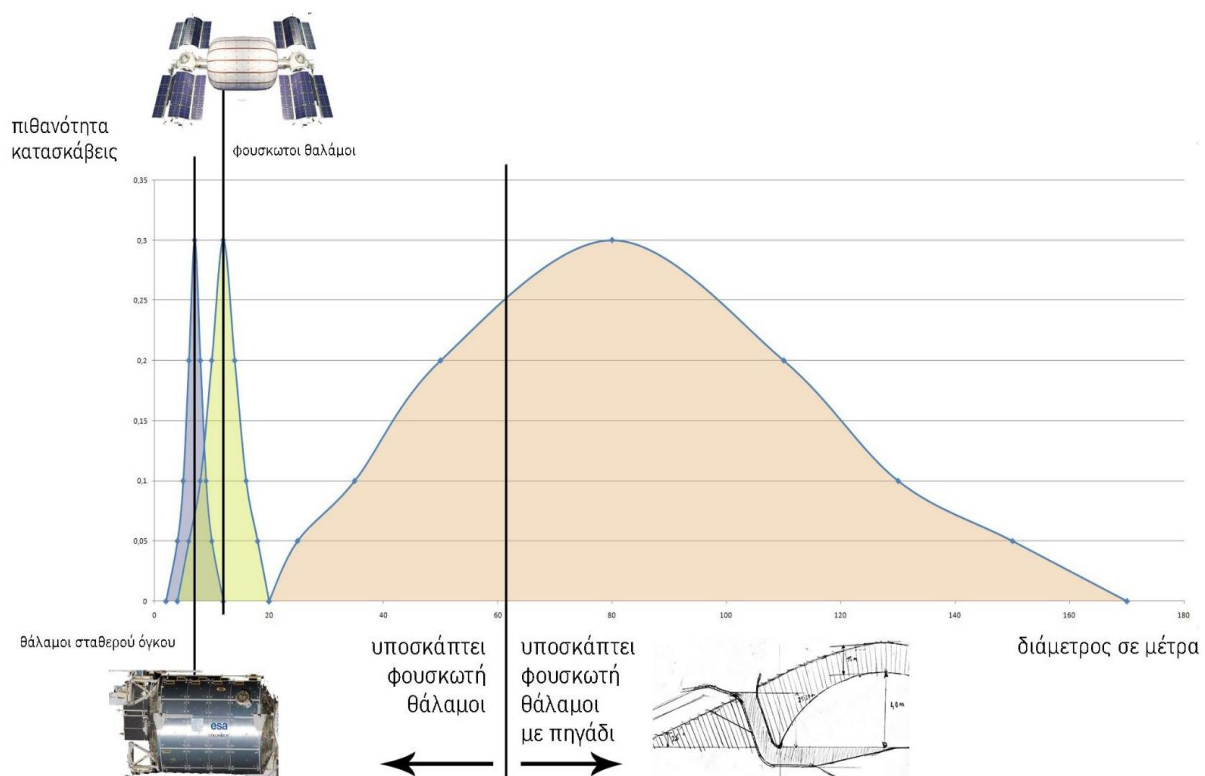 πιθανότητα
κατασκάβεις
φουσκωτοι θαλάμοι
0,35
0,3
0,25
0,2
0,15
0,1
0,05
0
0 20 40 60 80 100 120 140 160 180
θάλαμοι σταθερού όγκου
υποσκάπτει
φουσκωτή
θάλαμοι
υποσκάπτει
φουσκωτή
θάλαμοι
με πηγάδι
διάμετρος σε μέτρα
esa